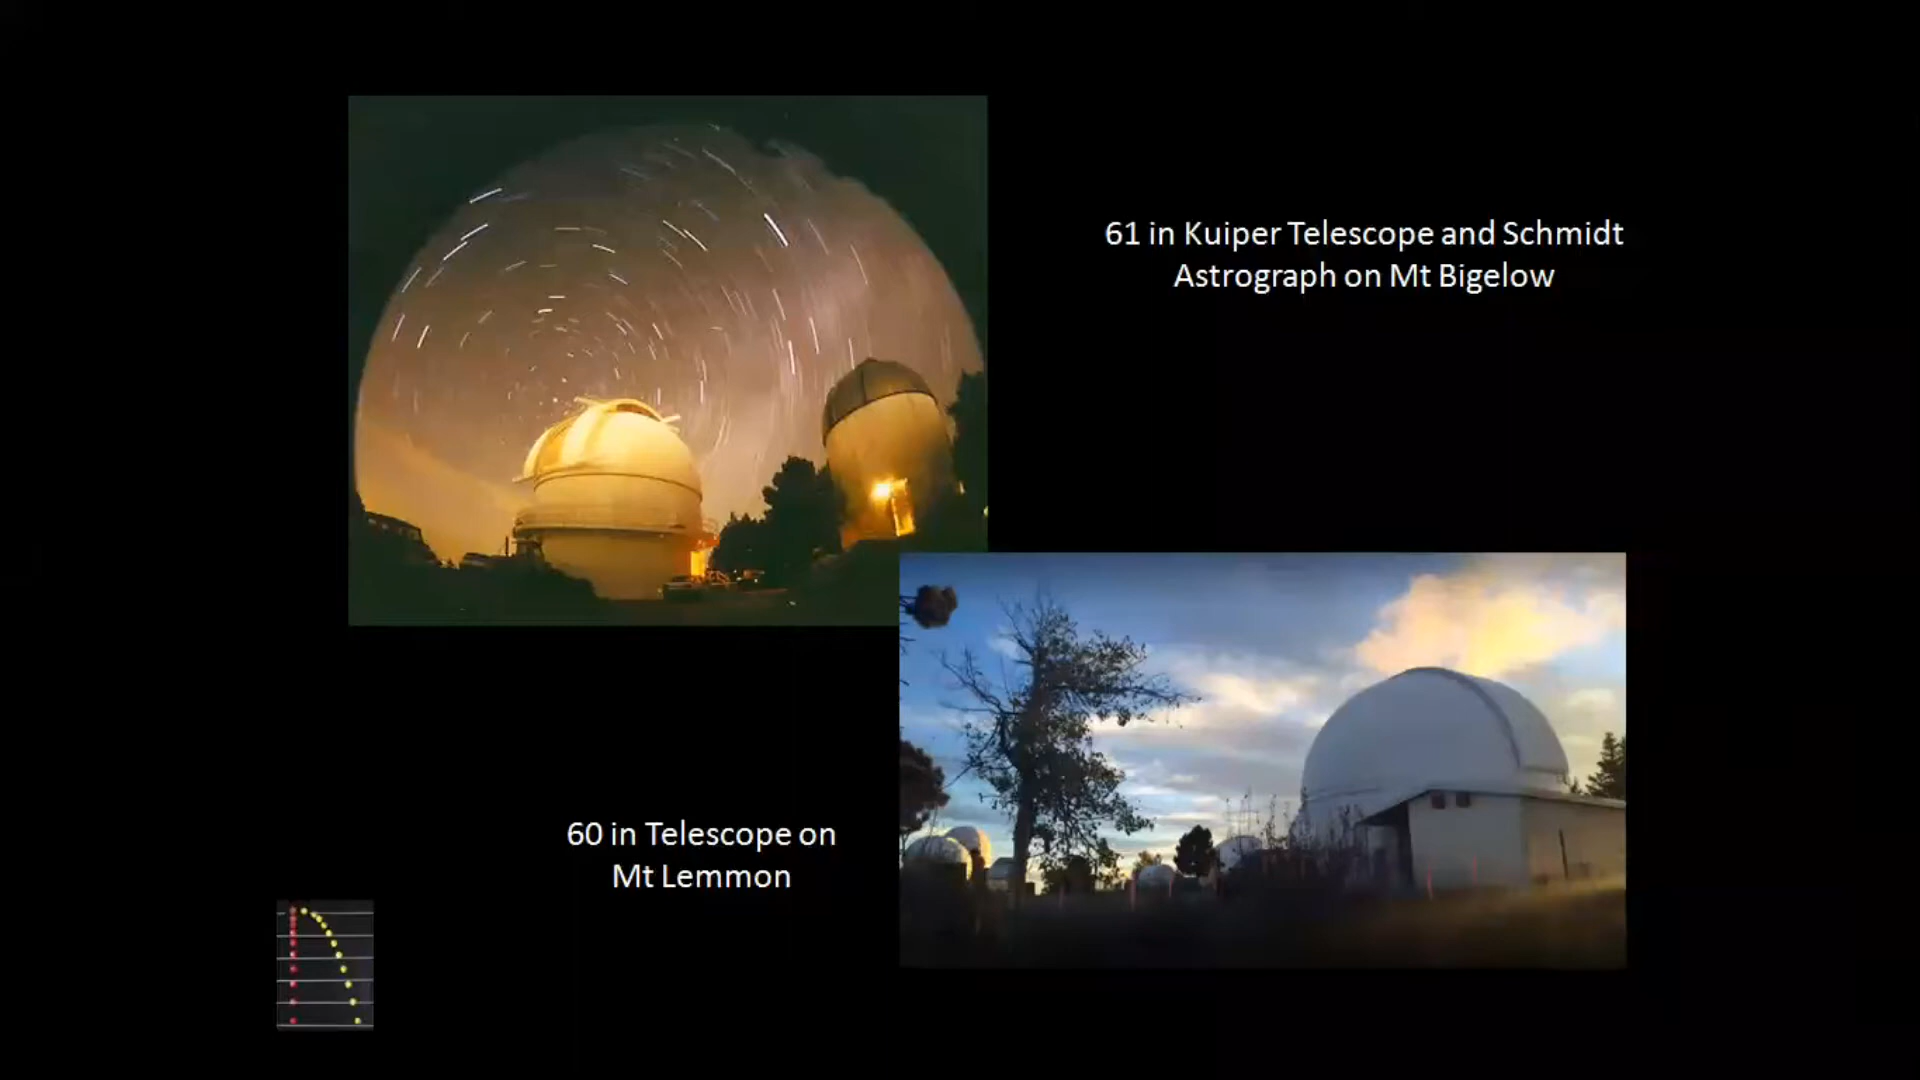 61 in Kuiper Telescope and Schmidt
Astrograph on Mt Bigelow
60 in Telescope on
Mt Lemmon